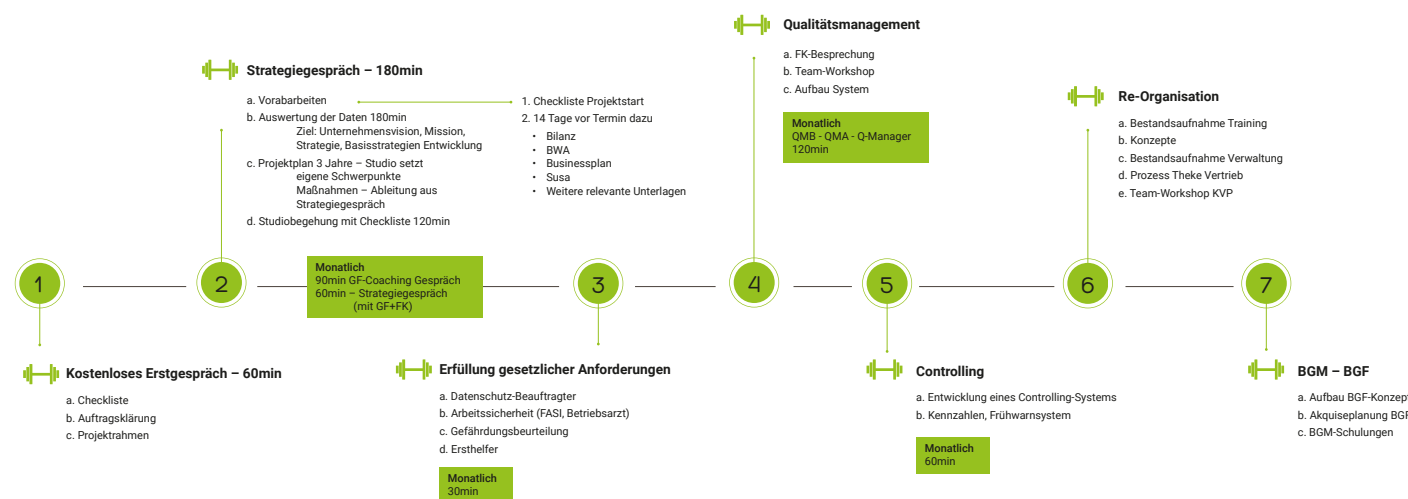 1
Kostenloses Erstgespräch – 60min
a. Checkliste
b. Auftragsklärung
c. Projektrahmen
2
Strategiegespräch – 180min
a. Vorabarbeiten
b. Auswertung der Daten 180min
Ziel: Unternehmensvision, Mission,
Strategie, Basisstrategien Entwicklung
c. Projektplan 3 Jahre – Studio setzt
eigene Schwerpunkte
Maßnahmen – Ableitung aus
Strategiegespräch
d. Studiobegehung mit Checkliste 120min
1. Checkliste Projektstart
2. 14 Tage vor Termin dazu
• Bilanz
• BWA
• Businessplan
• Susa
• Weitere relevante Unterlagen
Monatlich
90min GF-Coaching Gespräch
60min – Strategiegespräch
(mit GF+FK)
3
Erfüllung gesetzlicher Anforderungen
a. Datenschutz-Beauftragter
b. Arbeitssicherheit (FASI, Betriebsarzt)
c. Gefährdungsbeurteilung
d. Ersthelfer
Monatlich
30min
4
Qualitätsmanagement
a. FK-Besprechung
b. Team-Workshop
c. Aufbau System
Monatlich
QMB - QMA - Q-Manager
120min
5
Controlling
a. Entwicklung eines Controlling-Systems
b. Kennzahlen, Frühwarnsystem
Monatlich
60min
6
Re-Organisation
a. Bestandsaufnahme Training
b. Konzepte
c. Bestandsaufnahme Verwaltung
d. Prozess Theke Vertrieb
e. Team-Workshop KVP
7
BGM – BGF
a. Aufbau BGF-Konzept
b. Akquiseplanung BGF
c. BGM-Schulungen